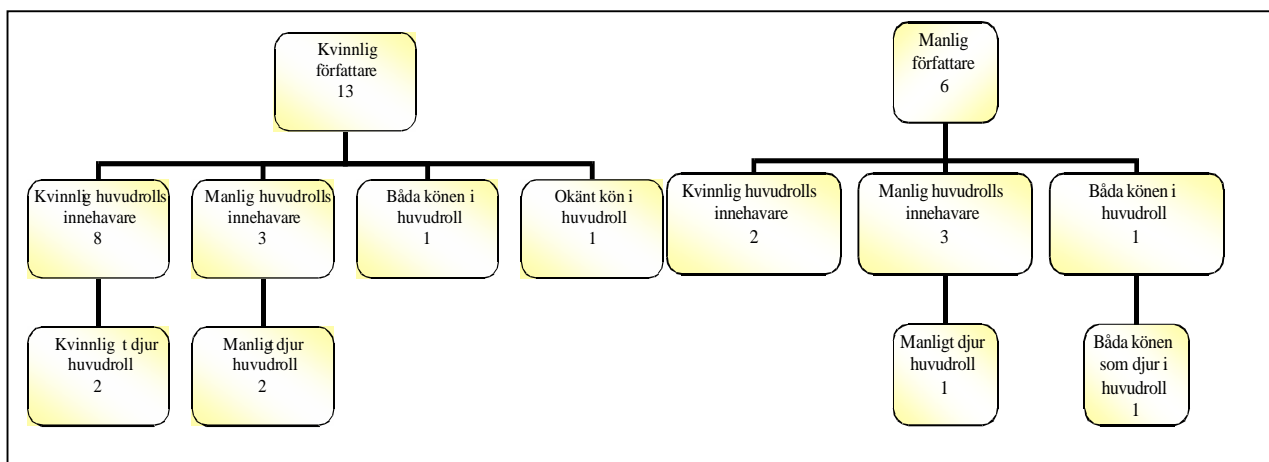 Kvinnlig
författare
13
Manlig
författare
6
Kvinnlig huvudrolls
innehavare
8
Manlig huvudrolls
innehavare
3
Båda könen i
huvudroll
1
Okänt kön i
huvudroll
1
Kvinnlig huvudrolls
innehavare
2
Manlig huvudrolls
innehavare
3
Båda könen i
huvudroll
1
Kvinnlig t djur
huvudroll
2
Manligt djur
huvudroll
2
Manligt djur
huvudroll
1
Båda könen
som djur i
huvudroll
1